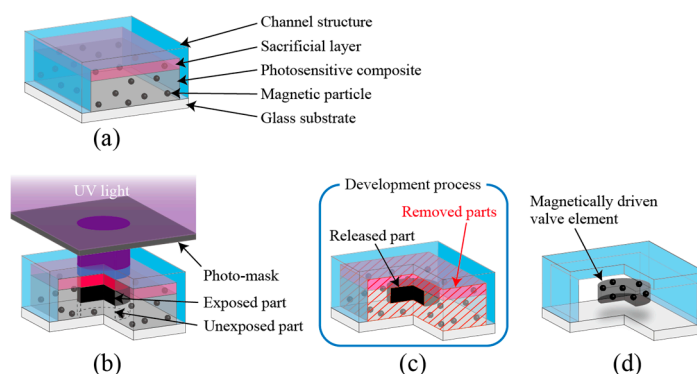 Channel structure
Sacrificial layer
Photosensitive composite
Magnetic particle
Glass substrate
(a)
UV light
Photo-mask
Exposed part
Unexposed part
(b)
Development process
Removed parts
Released part
(c)
Magnetically driven
valve element
(d)